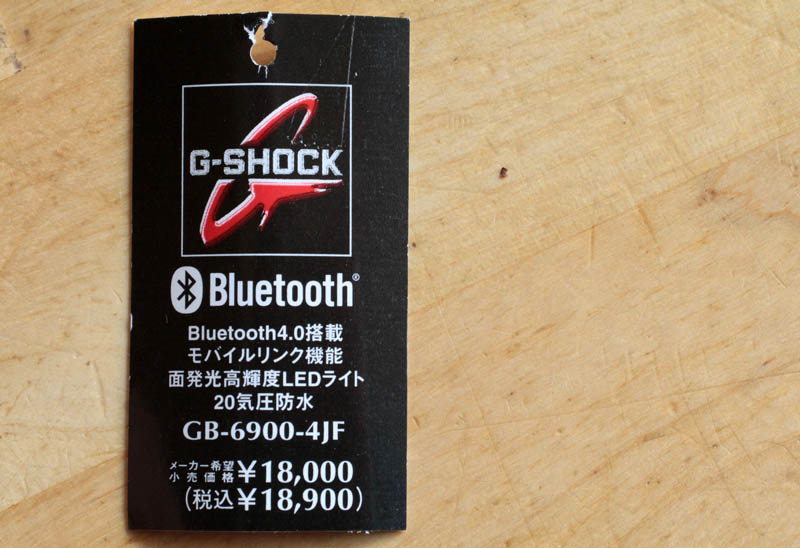 G-SHOCK
Bluetooth®
Bluetooth4.0搭載
モバイルリンク機能
面発光高輝度LEDライト
20気圧防水
GB-6900-4JF
メーカー希望小売価格 ¥18,000
(税込¥18,900)